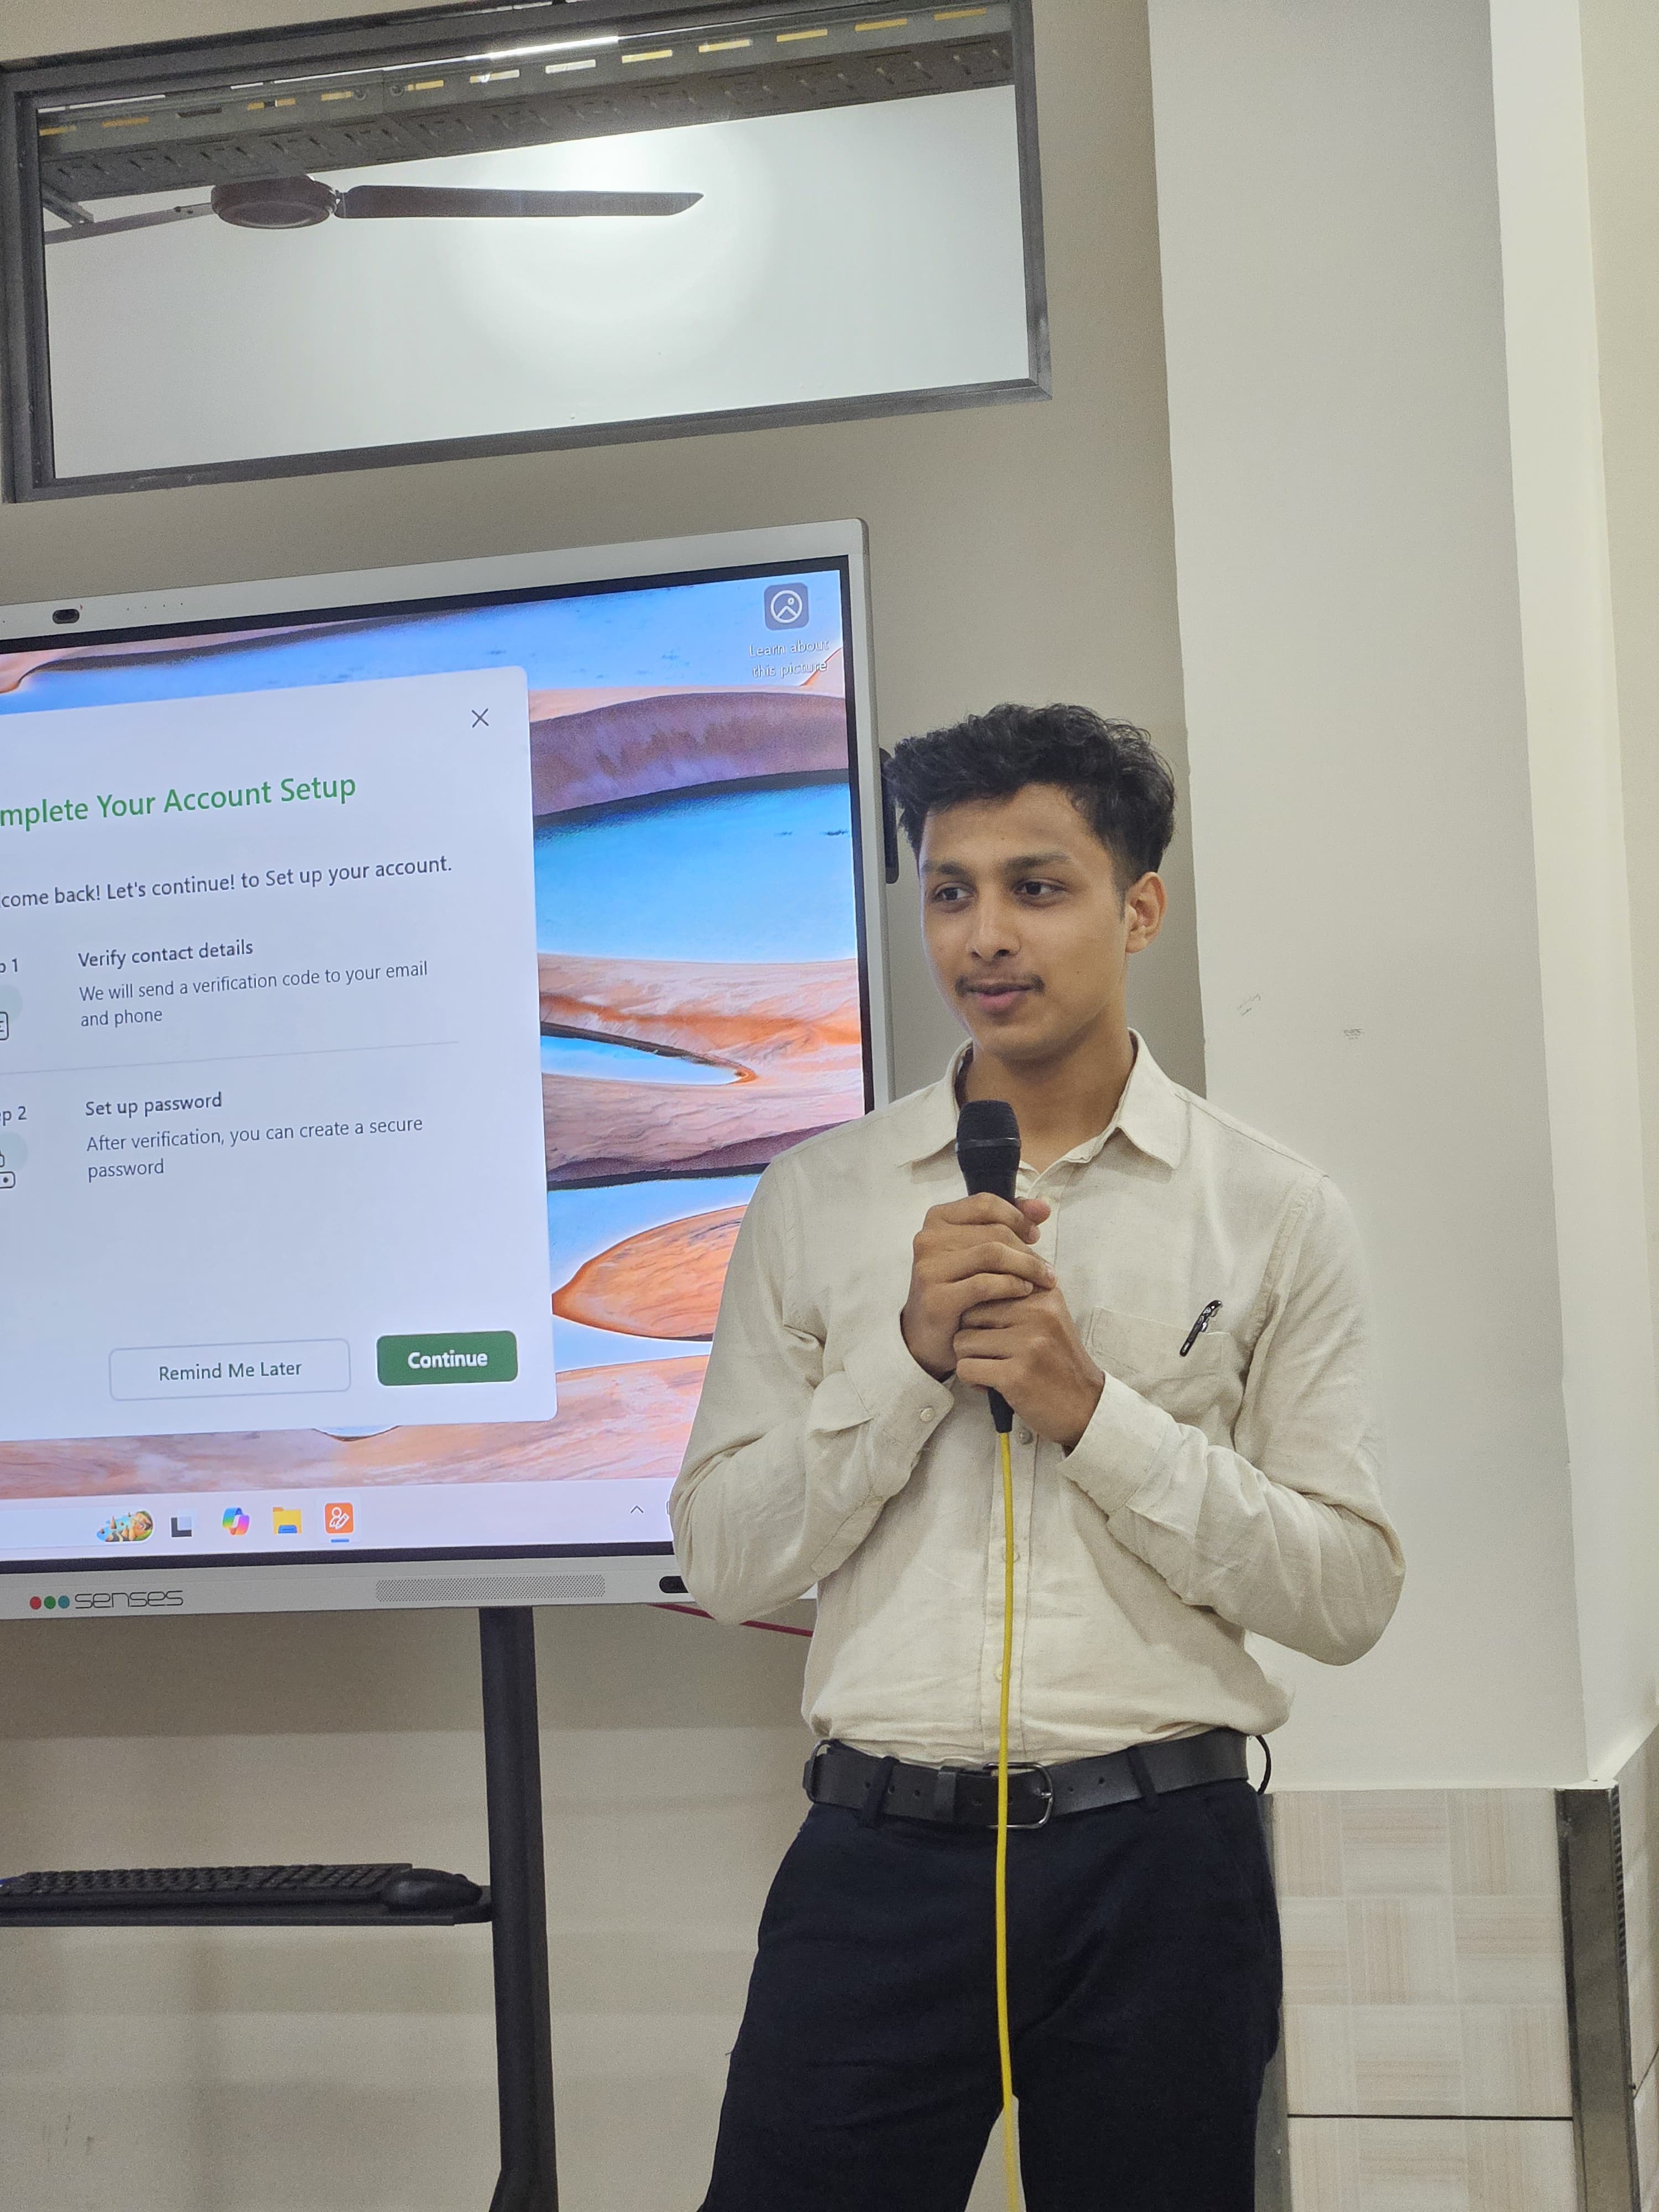 Learn about
this picture
mplete Your Account Setup
come back! Let's continue! to Set up your account.
p 1
Verify contact details
We will send a verification code to your email
and phone
p 2
Set up password
After verification, you can create a secure
password
Remind Me Later
Continue
senses